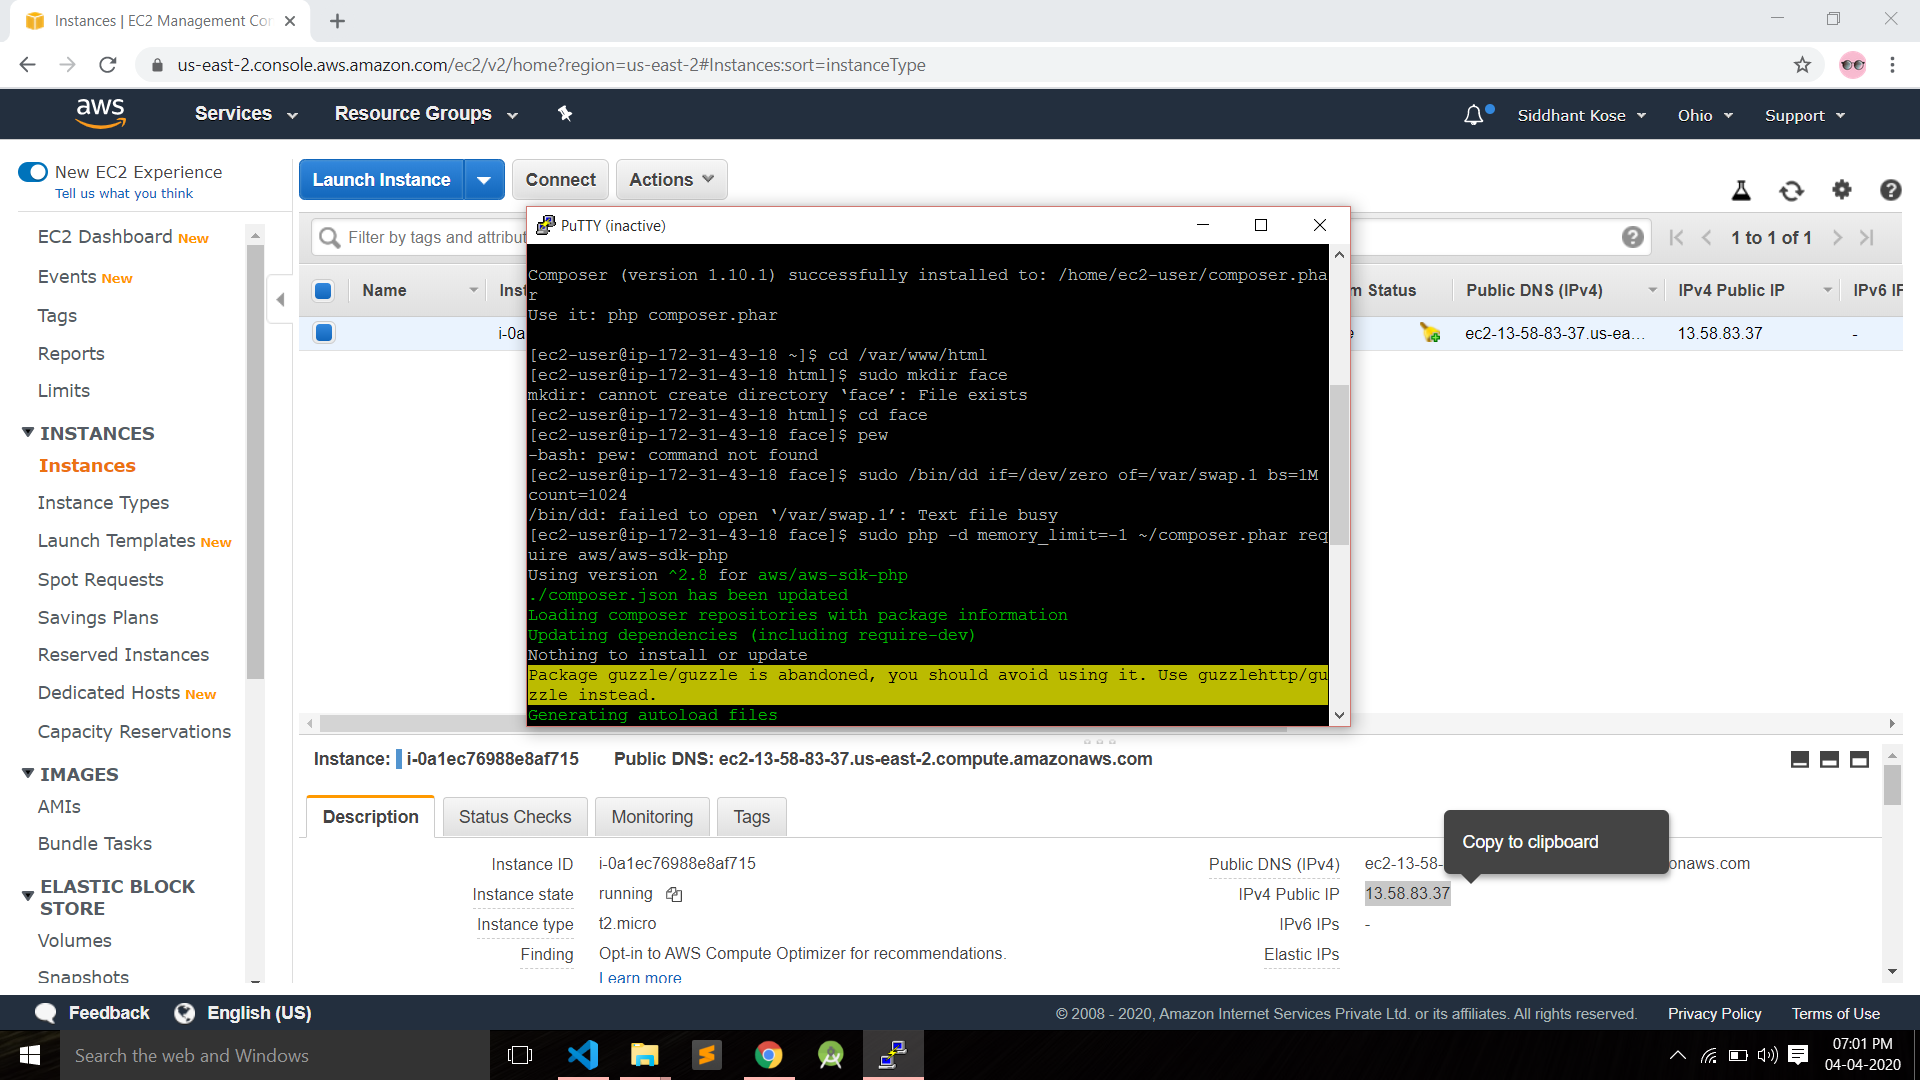 Instances | EC2 Management Con
us-east-2.console.aws.amazon.com/ec2/v2/home?region=us-east-2#Instances:sort=instanceType
aws
Services
Resource Groups
Siddhant Kose
Ohio
Support
New EC2 Experience
Tell us what you think
EC2 Dashboard New
Events New
Tags
Reports
Limits
INSTANCES
Instances
Instance Types
Launch Templates New
Spot Requests
Savings Plans
Reserved Instances
Dedicated Hosts New
Capacity Reservations
IMAGES
AMIs
Bundle Tasks
ELASTIC BLOCK
STORE
Volumes
Snapshots
Launch Instance
Connect
Actions
Filter by tags and attribut
1 to 1 of 1
Name
Inst
m Status
Public DNS (IPv4)
IPv4 Public IP
IPv6 IP
i-0a
e
ec2-13-58-83-37.us-ea...
13.58.83.37
-
PuTTY (inactive)
Composer (version 1.10.1) successfully installed to: /home/ec2-user/composer.pha
r
Use it: php composer.phar
[ec2-user@ip-172-31-43-18 ~]$ cd /var/www/html
[ec2-user@ip-172-31-43-18 html]$ sudo mkdir face
mkdir: cannot create directory ‘face’: File exists
[ec2-user@ip-172-31-43-18 html]$ cd face
[ec2-user@ip-172-31-43-18 face]$ pew
-bash: pew: command not found
[ec2-user@ip-172-31-43-18 face]$ sudo /bin/dd if=/dev/zero of=/var/swap.1 bs=1M
count=1024
/bin/dd: failed to open ‘/var/swap.1’: Text file busy
[ec2-user@ip-172-31-43-18 face]$ sudo php -d memory_limit=-1 ~/composer.phar req
uire aws/aws-sdk-php
Using version ^2.8 for aws/aws-sdk-php
./composer.json has been updated
Loading composer repositories with package information
Updating dependencies (including require-dev)
Nothing to install or update
Package guzzle/guzzle is abandoned, you should avoid using it. Use guzzlehttp/gu
zzle instead.
Generating autoload files
Instance: i-0a1ec76988e8af715
Public DNS: ec2-13-58-83-37.us-east-2.compute.amazonaws.com
Description
Status Checks
Monitoring
Tags
Copy to clipboard
Instance ID
i-0a1ec76988e8af715
Public DNS (IPv4)
ec2-13-58-
onaws.com
Instance state
running
IPv4 Public IP
13.58.83.37
Instance type
t2.micro
IPv6 IPs
-
Finding
Opt-in to AWS Compute Optimizer for recommendations.
Learn more
Elastic IPs
Feedback
English (US)
© 2008 - 2020, Amazon Internet Services Private Ltd. or its affiliates. All rights reserved.
Privacy Policy
Terms of Use
Search the web and Windows
07:01 PM
04-04-2020